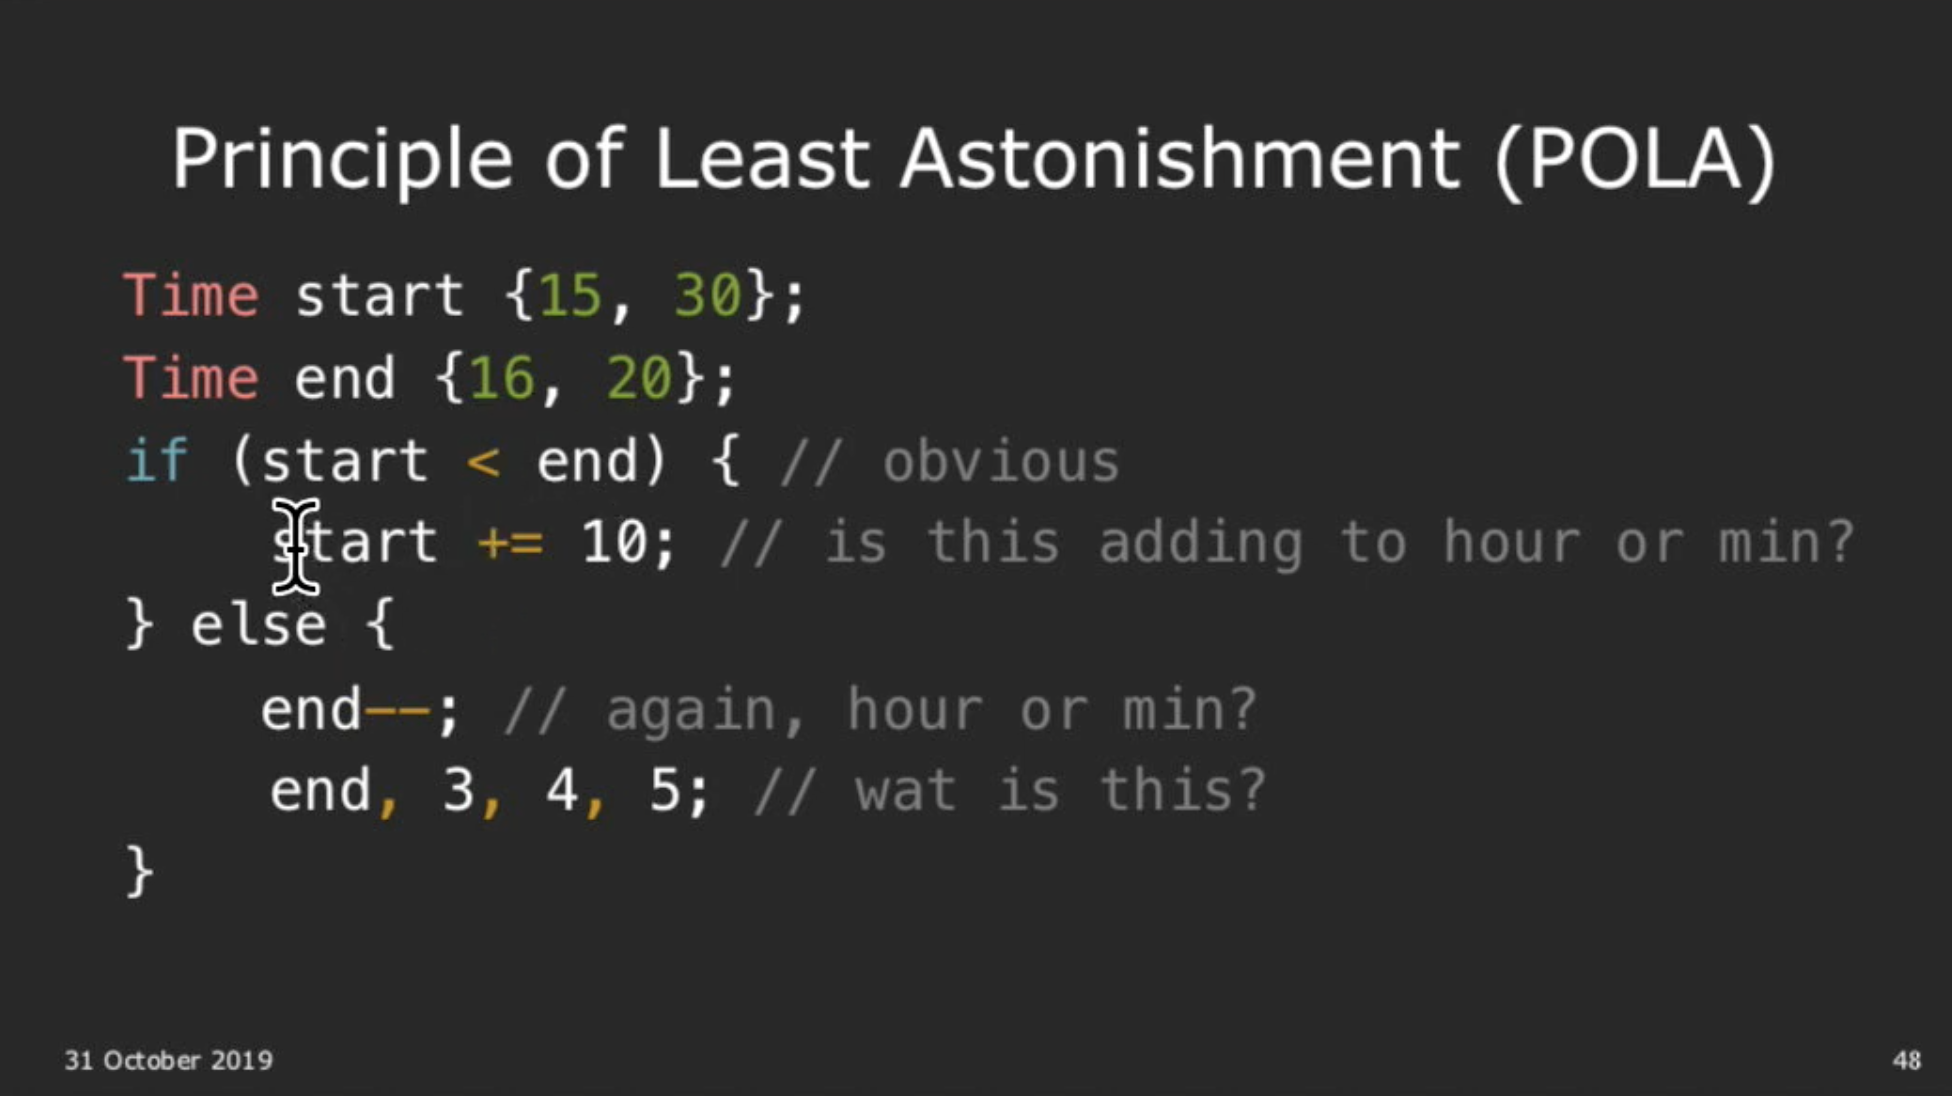 Principle of Least Astonishment (POLA)
Time start {15, 30};
Time end {16, 20};
if (start < end) { // obvious
start += 10; // is this adding to hour or min?
} else {
end--; // again, hour or min?
end, 3, 4, 5; // wat is this?
}
31 October 2019
48